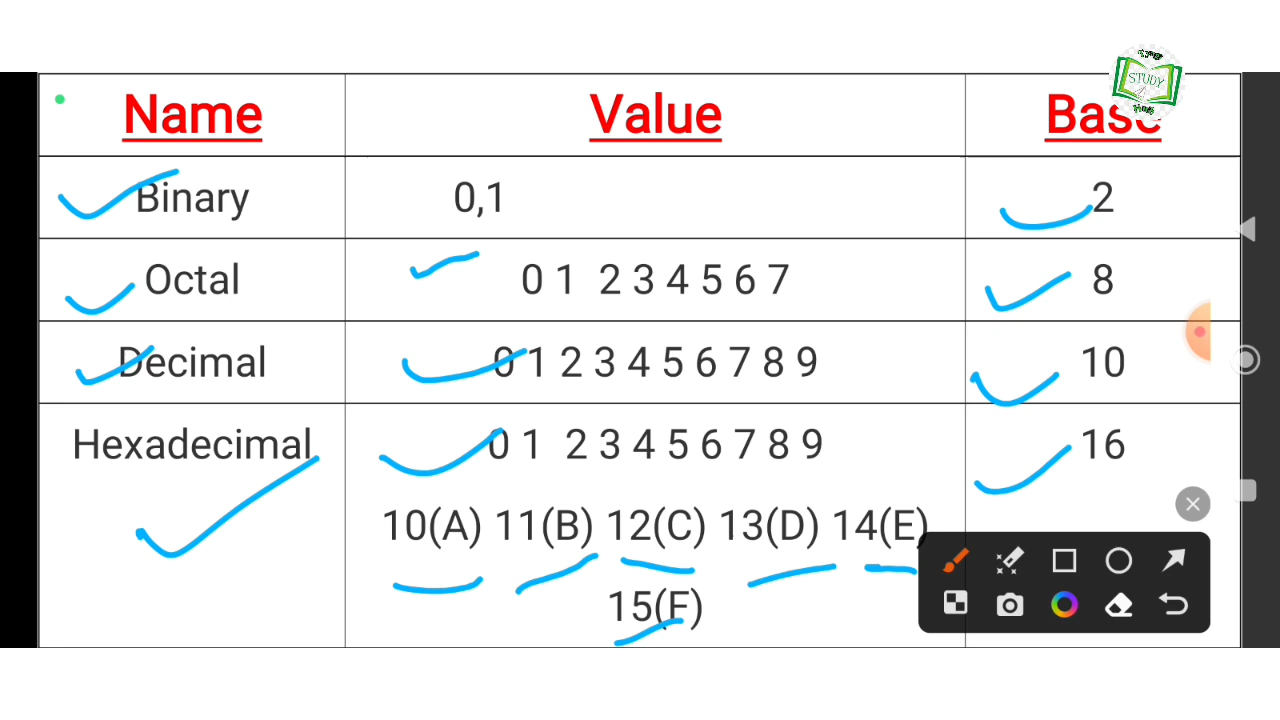 Name Value Base
Binary 0,1 2
Octal 0 1 2 3 4 5 6 7 8
Decimal 0 1 2 3 4 5 6 7 8 9 10
Hexadecimal 0 1 2 3 4 5 6 7 8 9 16
10(A) 11(B) 12(C) 13(D) 14(E)
15(F)
STUDY